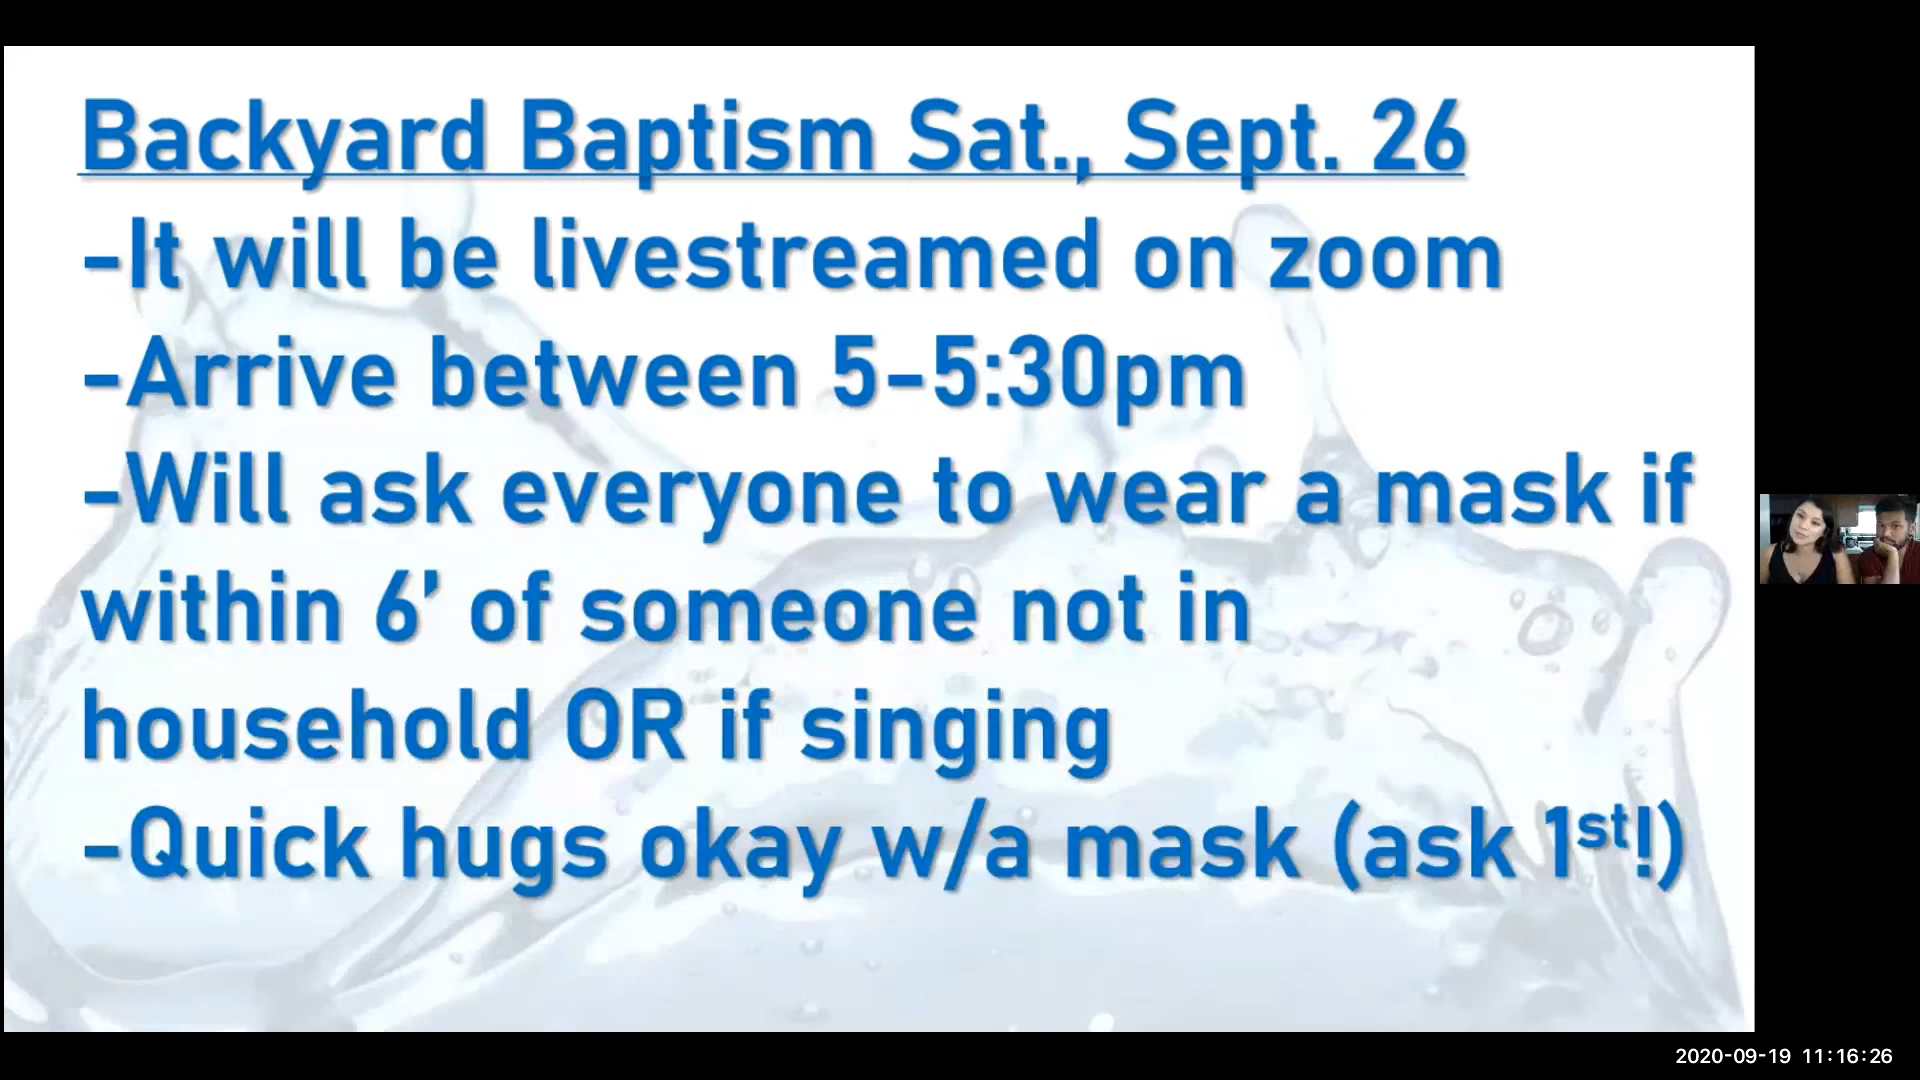 Backyard Baptism Sat., Sept. 26
-It will be livestreamed on zoom
-Arrive between 5-5:30pm
-Will ask everyone to wear a mask if
within 6' of someone not in
household OR if singing
-Quick hugs okay w/a mask (ask 1st!)
2020-09-19 11:16:26